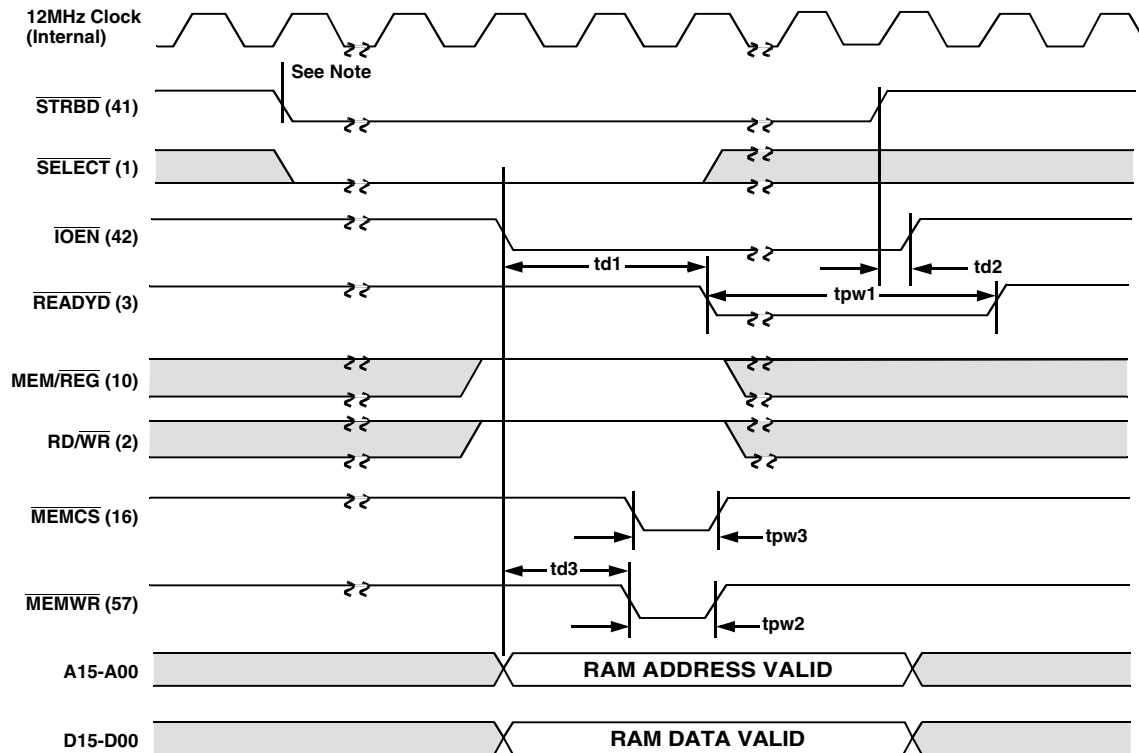 12MHz Clock
(Internal)
See Note
STRBD (41)
SELECT (1)
IOEN (42)
td1
td2
READYD (3)
tpw1
MEM/REG (10)
RD/WR (2)
MEMCS (16)
tpw3
td3
MEMWR (57)
tpw2
A15-A00
RAM ADDRESS VALID
D15-D00
RAM DATA VALID